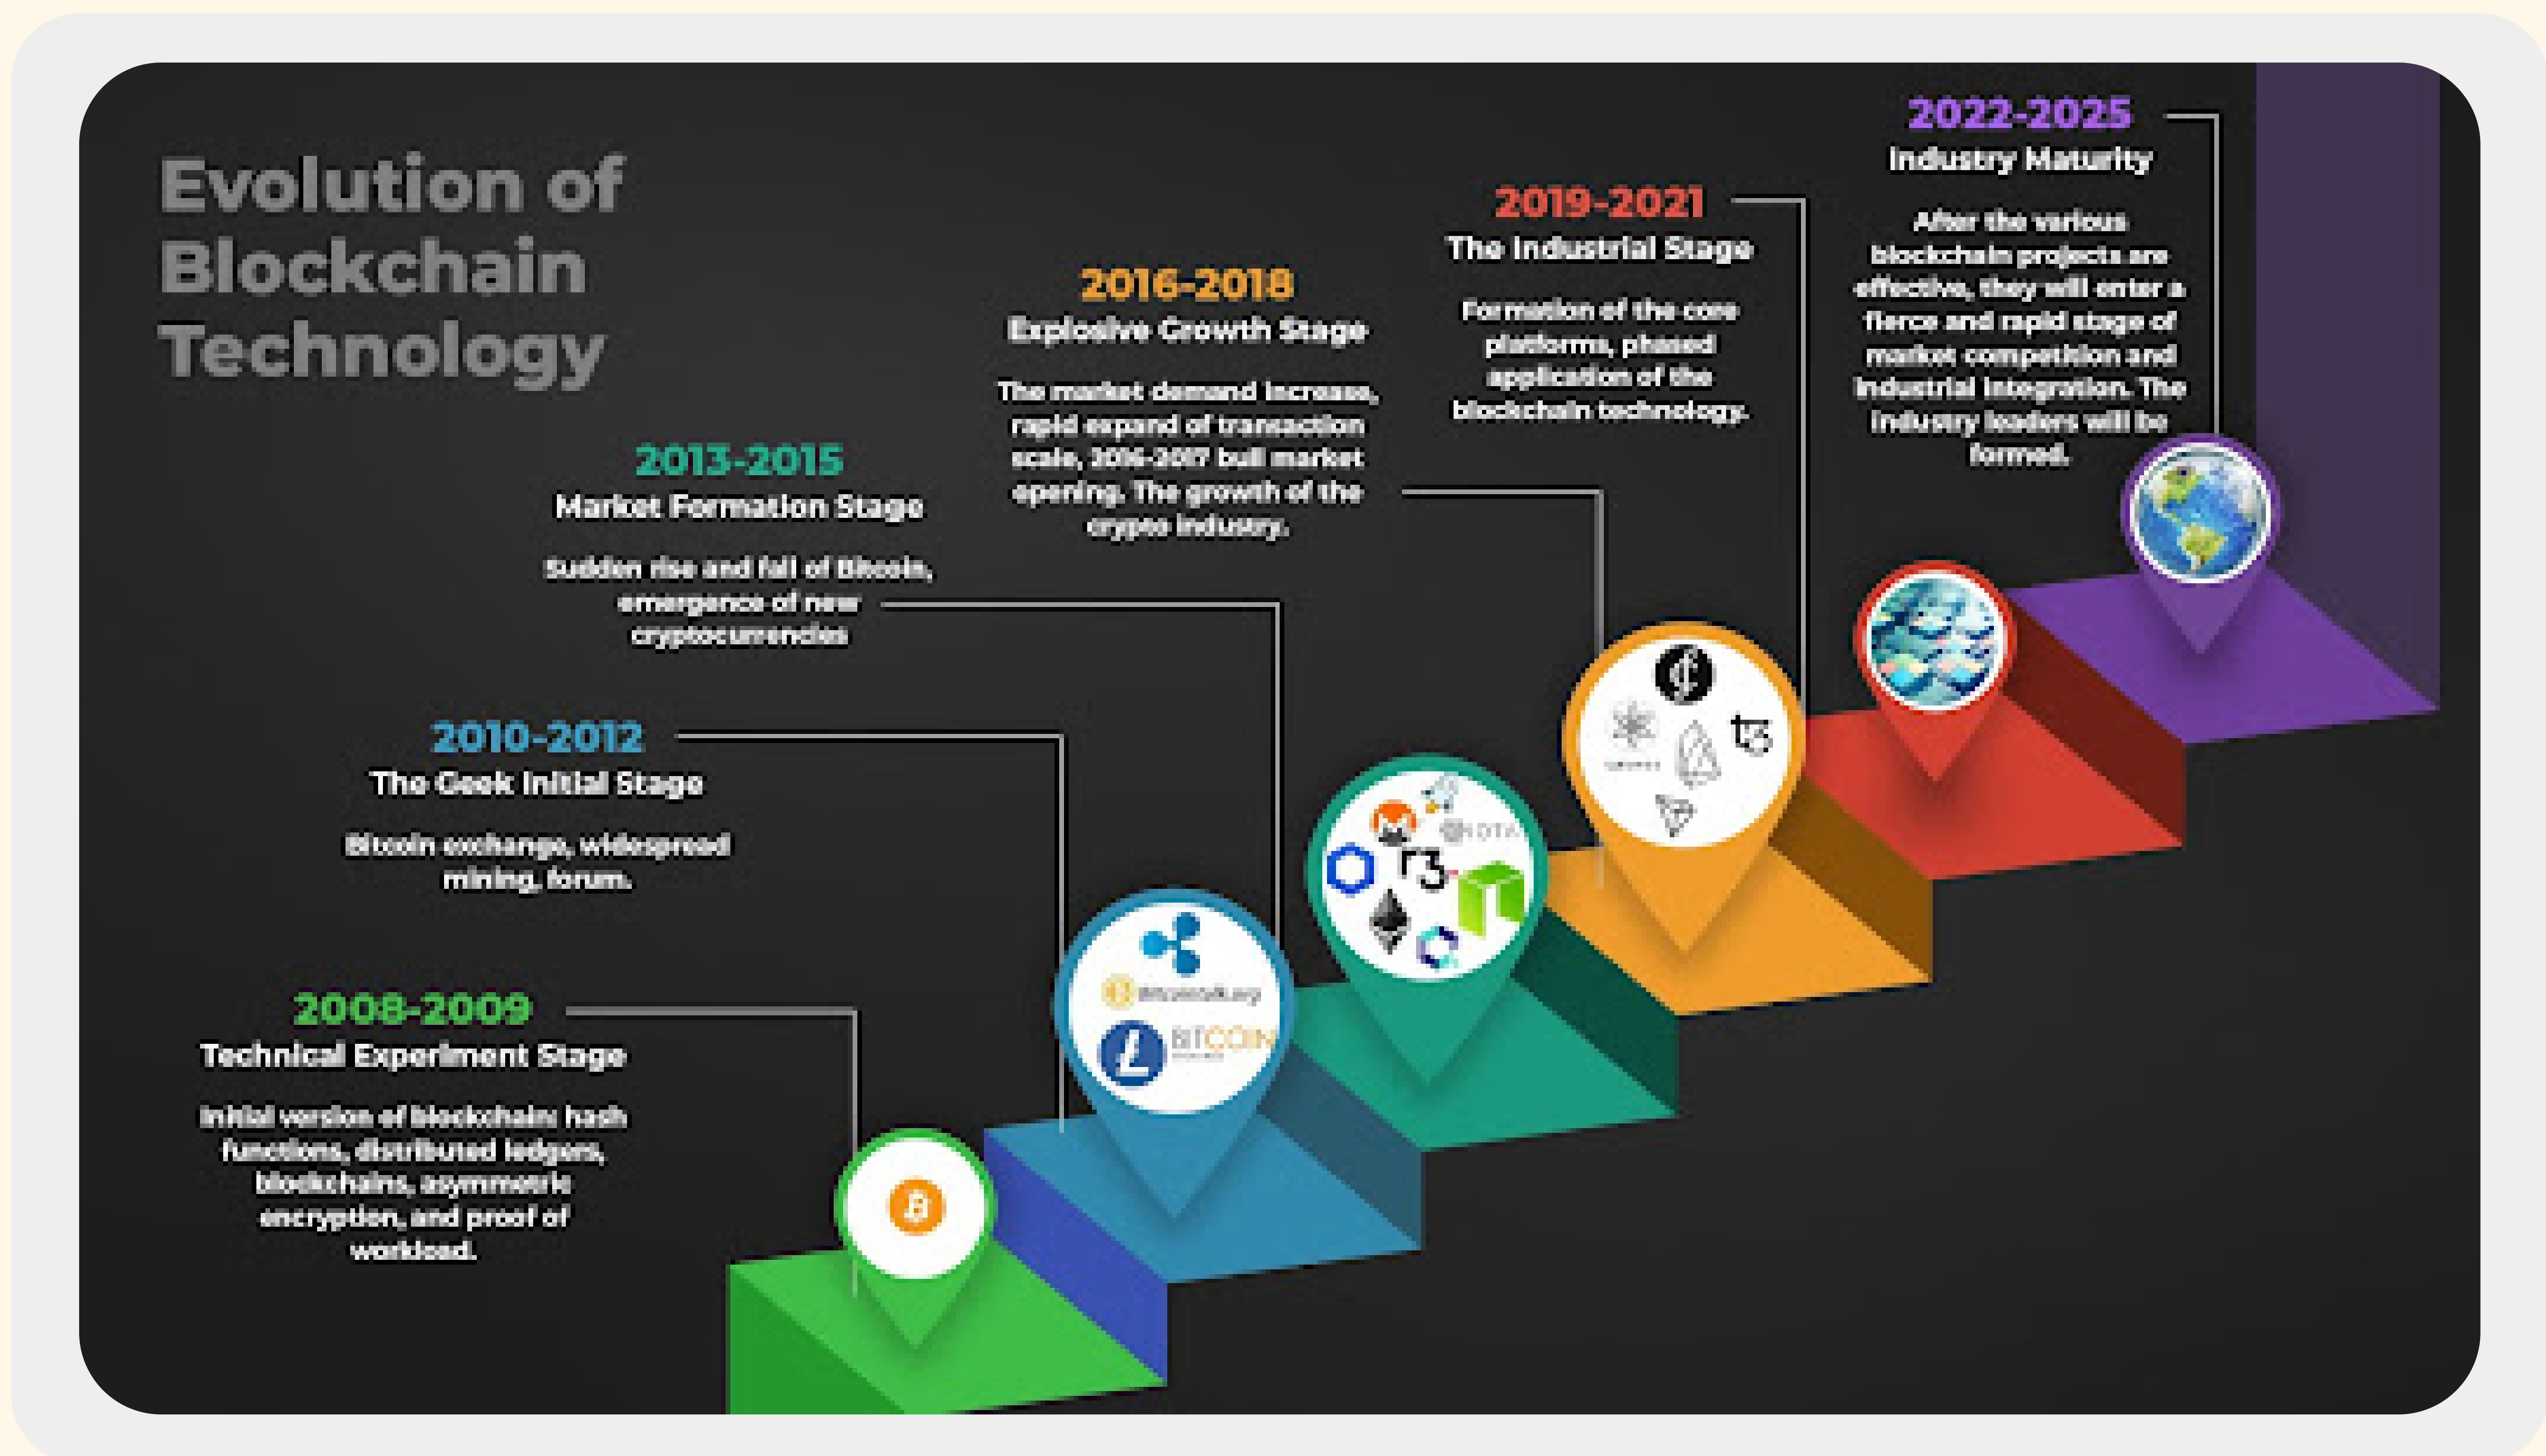 Evolution of
Blockchain
Technology
2008-2009
Technical Experiment Stage
Initial version of blockchain: hash
functions, distributed ledgers,
blockchains, asymmetric
encryption, and proof of
workload.
2010-2012
The Geek Initial Stage
Bitcoin exchange, widespread
mining, forum.
2013-2015
Market Formation Stage
Sudden rise and fall of Bitcoin,
emergence of new
cryptocurrencies
2016-2018
Explosive Growth Stage
The market demand increase,
rapid expand of transaction
scale, 2016-2017 bull market
opening. The growth of the
crypto industry.
2019-2021
The Industrial Stage
Formation of the core
platforms, phased
application of the
blockchain technology.
2022-2025
Industry Maturity
After the various
blockchain projects are
effective, they will enter a
fierce and rapid stage of
market competition and
industrial integration. The
industry leaders will be
formed.
Bitcointalk.org
BITCOIN
IOTA
r3